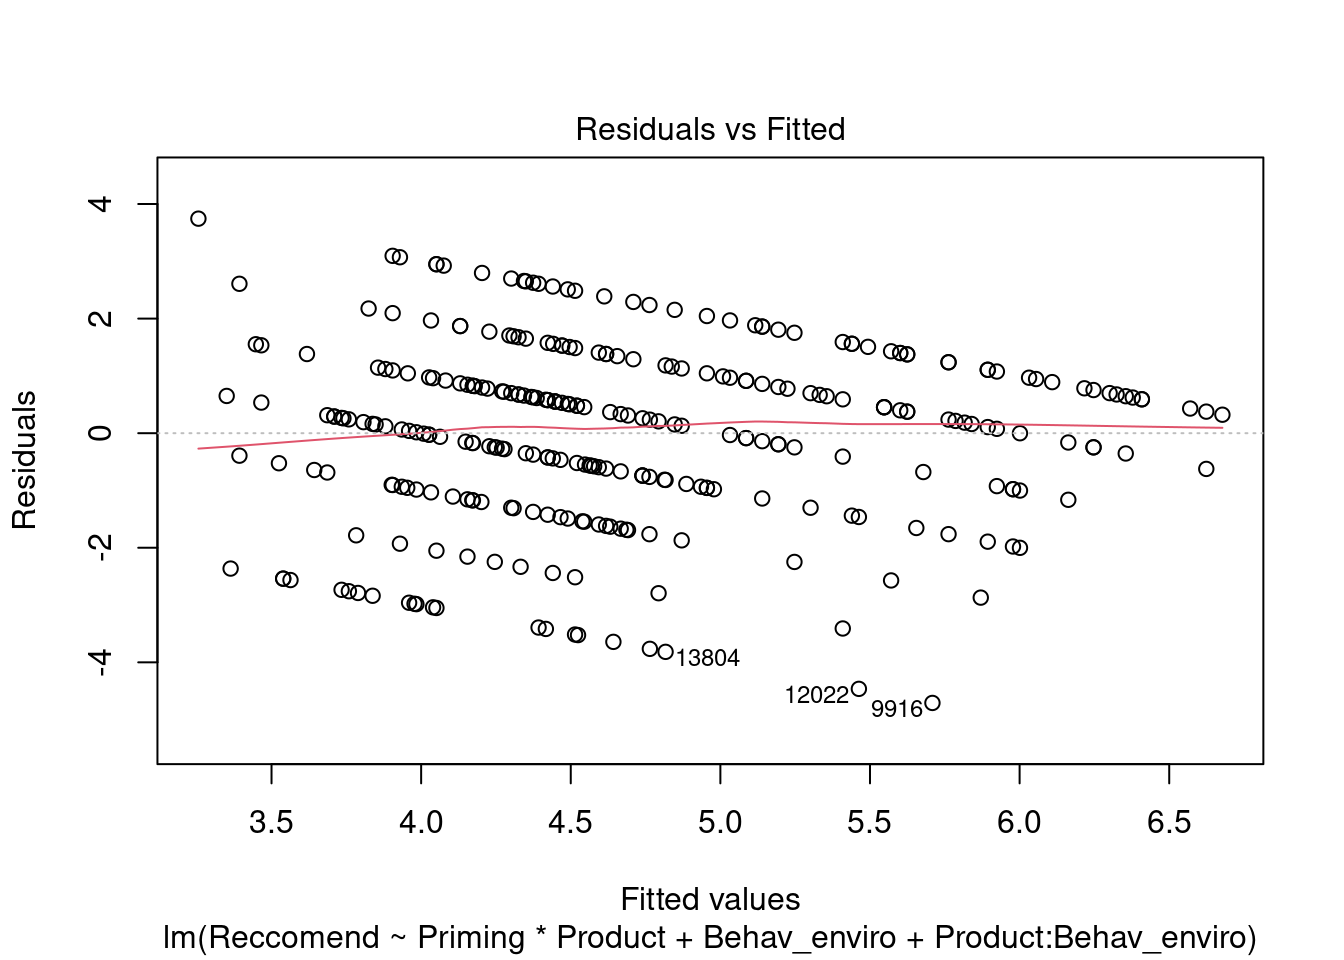 Residuals vs Fitted
Residuals
4
2
0
-2
-4
13804
12022
9916
3.5 4.0 4.5 5.0 5.5 6.0 6.5
Fitted values
lm(Reccomend ~ Priming * Product + Behav_enviro + Product:Behav_enviro)